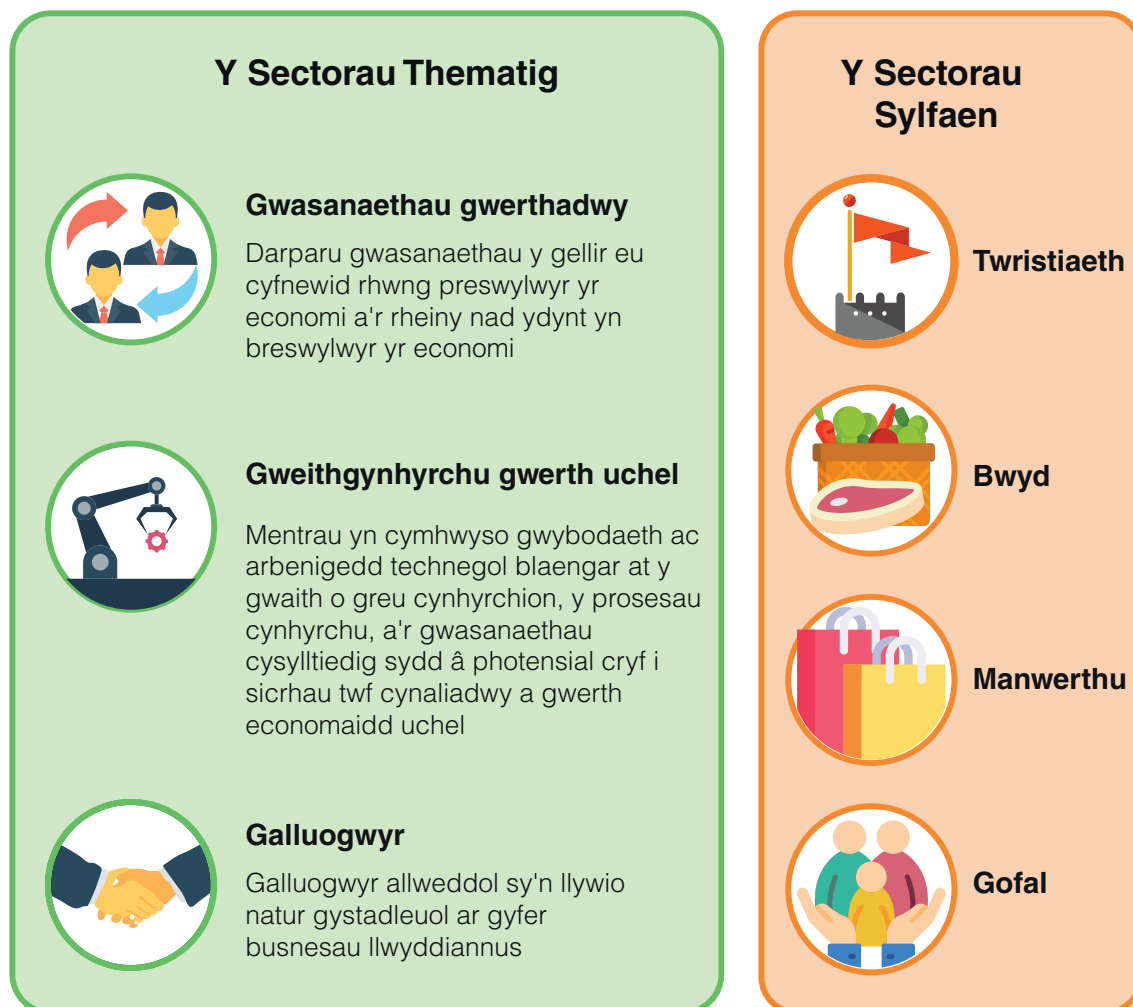 Y Sectorau Thematig
Gwasanaethau gwerthadwy
Darparu gwasanaethau y gellir eu
cyfnewid rhwng preswylwyr yr
economi a'r rheiny nad ydynt yn
breswylwyr yr economi
Gweithgynhyrchu gwerth uchel
Mentrau yn cymhwyso gwybodaeth ac
arbenigedd technegol blaengar at y
gwaith o greu cynhyrchion, y prosesau
cynhyrchu, a'r gwasanaethau
cysylltiedig sydd â photensial cryf i
sicrhau twf cynaliadwy a gwerth
economaidd uchel
Galluogwyr
Galluogwyr allweddol sy'n llywio
natur gystadleuol ar gyfer
busnesau llwyddiannus
Y Sectorau
Sylfaen
Twristiaeth
Bwyd
Manwerthu
Gofal